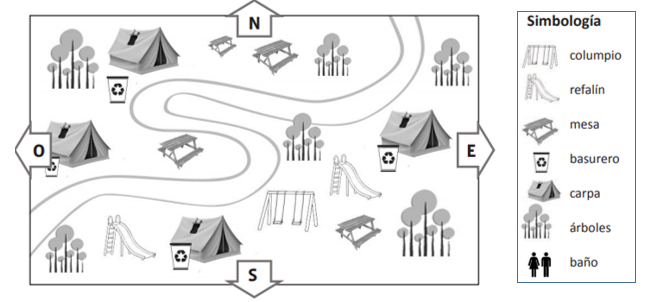 N
O
E
S
Simbología
columpio
refalín
mesa
basurero
carpa
árboles
baño